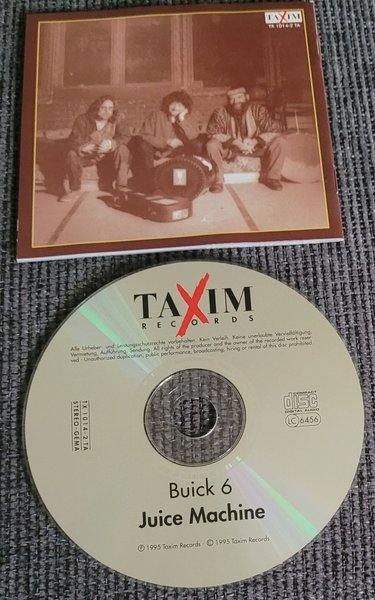 TAXIM
TX 1014-2 TA
TAXIM
RECORDS
Alle Urheber- und Leistungsschutzrechte vorbehalten. Kein Verleih. Keine unerlaubte Vervielfältigung,
Vermietung, Aufführung, Sendung. All rights of the producer and the owner of the recorded work reser
ved · Unauthorized duplication, public performance, broadcasting, hiring or rental of this disc prohibited.
TX 1014-2 TA
STEREO·GEMA
COMPACT
disc
DIGITAL AUDIO
LC 6456
Buick 6
Juice Machine
Ⓟ 1995 Taxim Records · © 1995 Taxim Records